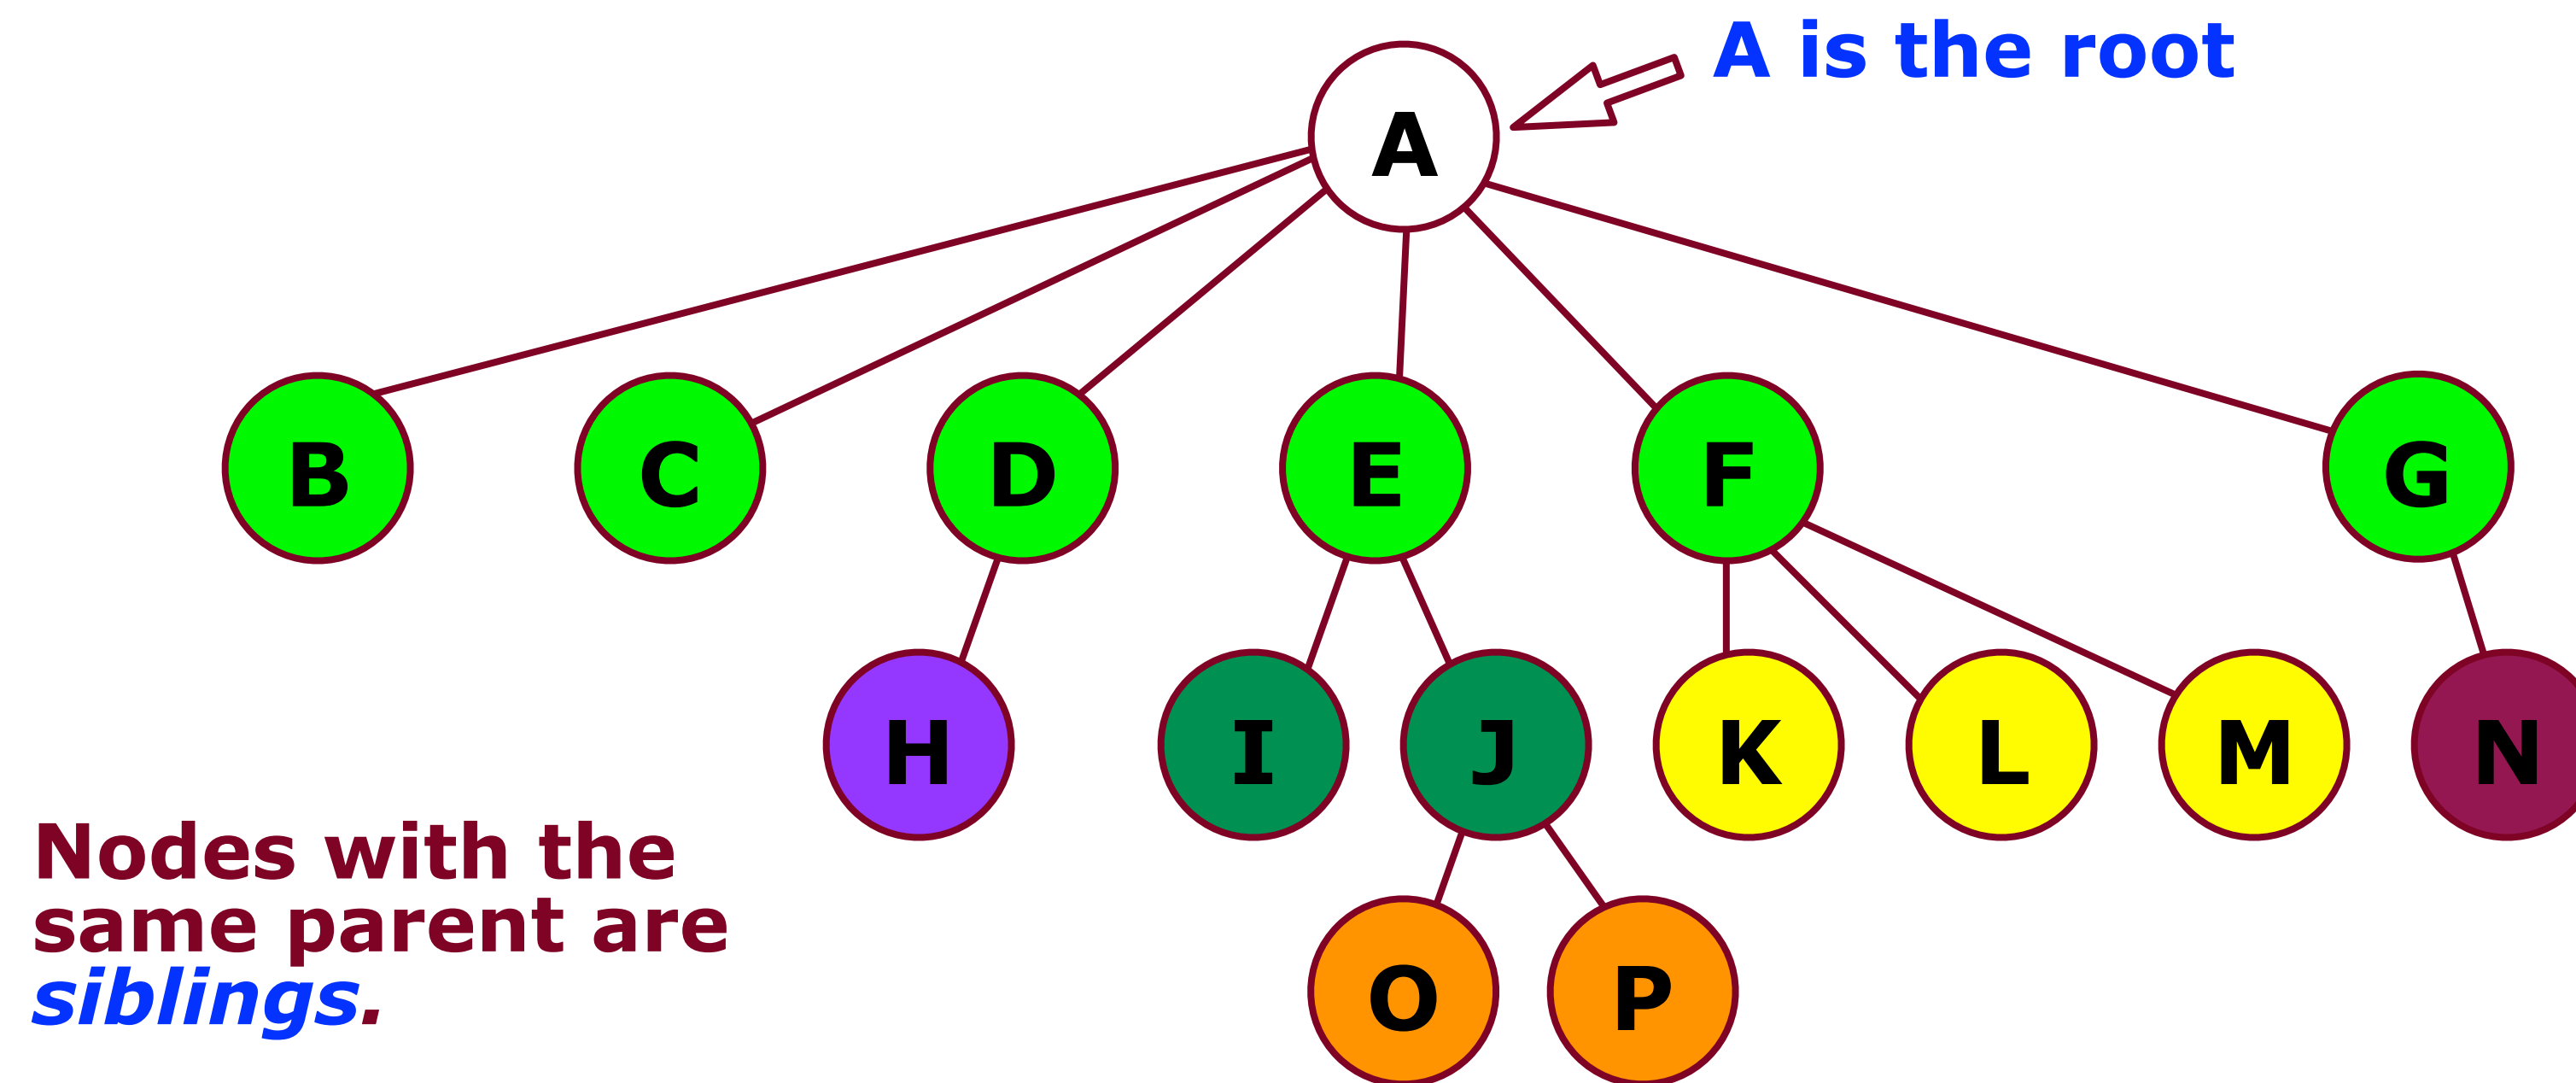 A is the root
A
B
C
D
E
F
G
H
I
J
K
L
M
N
O
P
Nodes with the
same parent are
siblings.